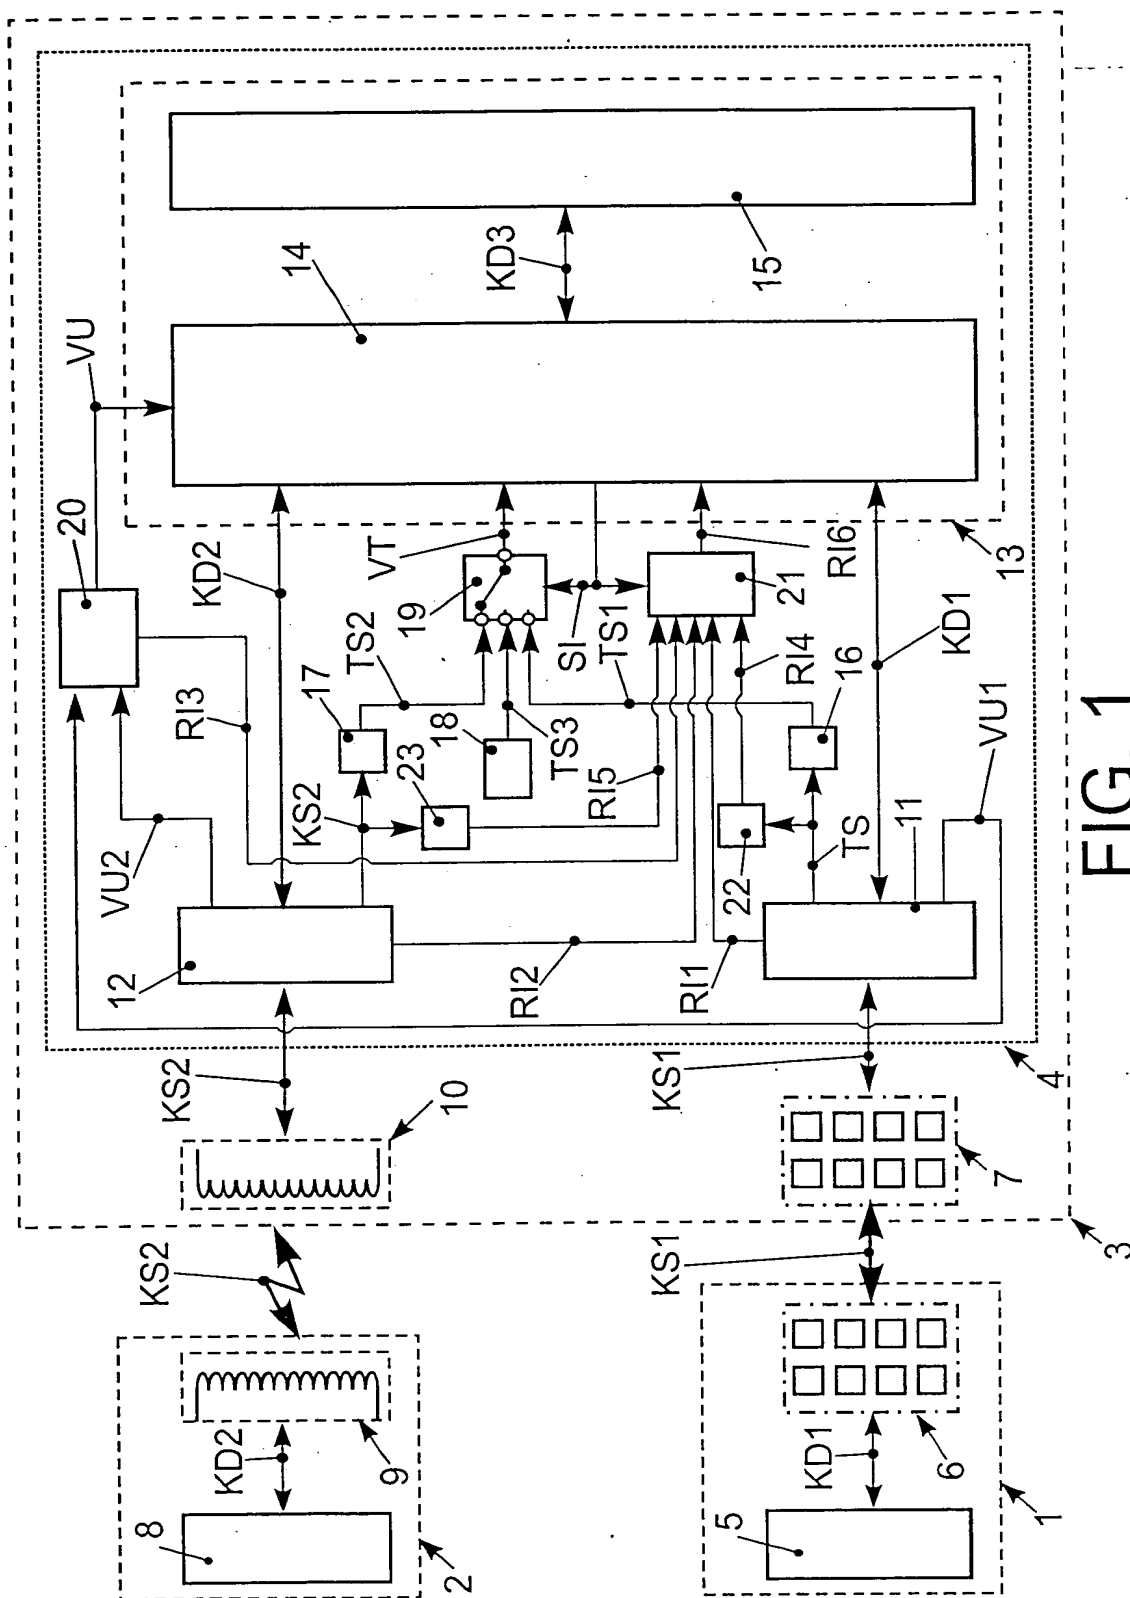 8
KD2
9
2
5
KD1
6
1
KS2
KS1
3
10
7
KS2
KS1
4
12
VU2
RI2
RI1
11
VU1
KS2
23
17
TS2
RI3
KD2
20
VU
22
TS
16
RI4
RI5
TS3
18
TS1
SI
19
VT
21
RI6
KD1
13
14
KD3
15
FIG. 1